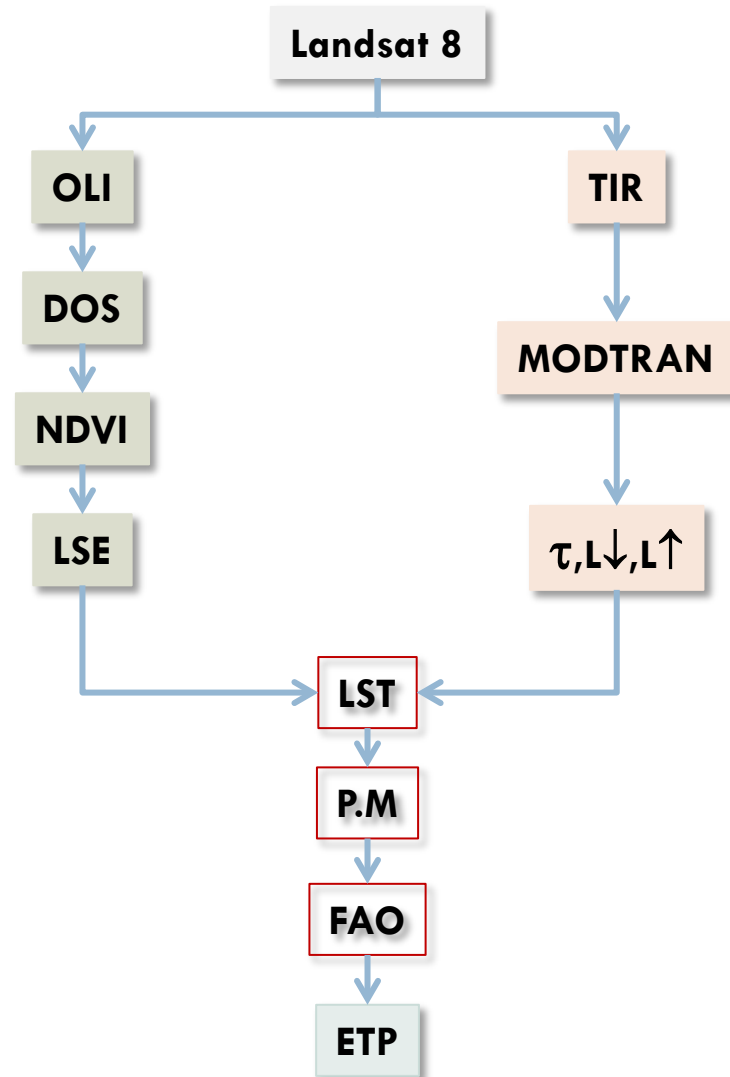 Landsat 8
OLI
TIR
DOS
MODTRAN
NDVI
LSE
τ,L↓,L↑
LST
P.M
FAO
ETP